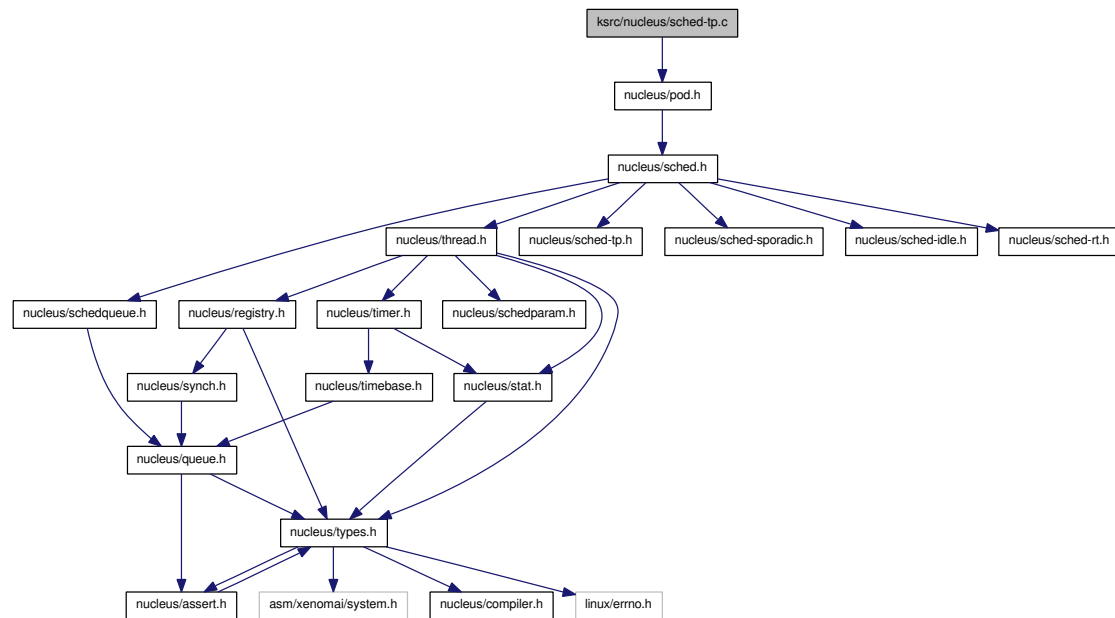 ksrc/nucleus/sched-tp.c
nucleus/pod.h
nucleus/sched.h
nucleus/thread.h
nucleus/sched-tp.h
nucleus/sched-sporadic.h
nucleus/sched-idle.h
nucleus/sched-rt.h
nucleus/schedqueue.h
nucleus/registry.h
nucleus/timer.h
nucleus/schedparam.h
nucleus/synch.h
nucleus/timebase.h
nucleus/stat.h
nucleus/queue.h
nucleus/types.h
nucleus/assert.h
asm/xenomai/system.h
nucleus/compiler.h
linux/errno.h